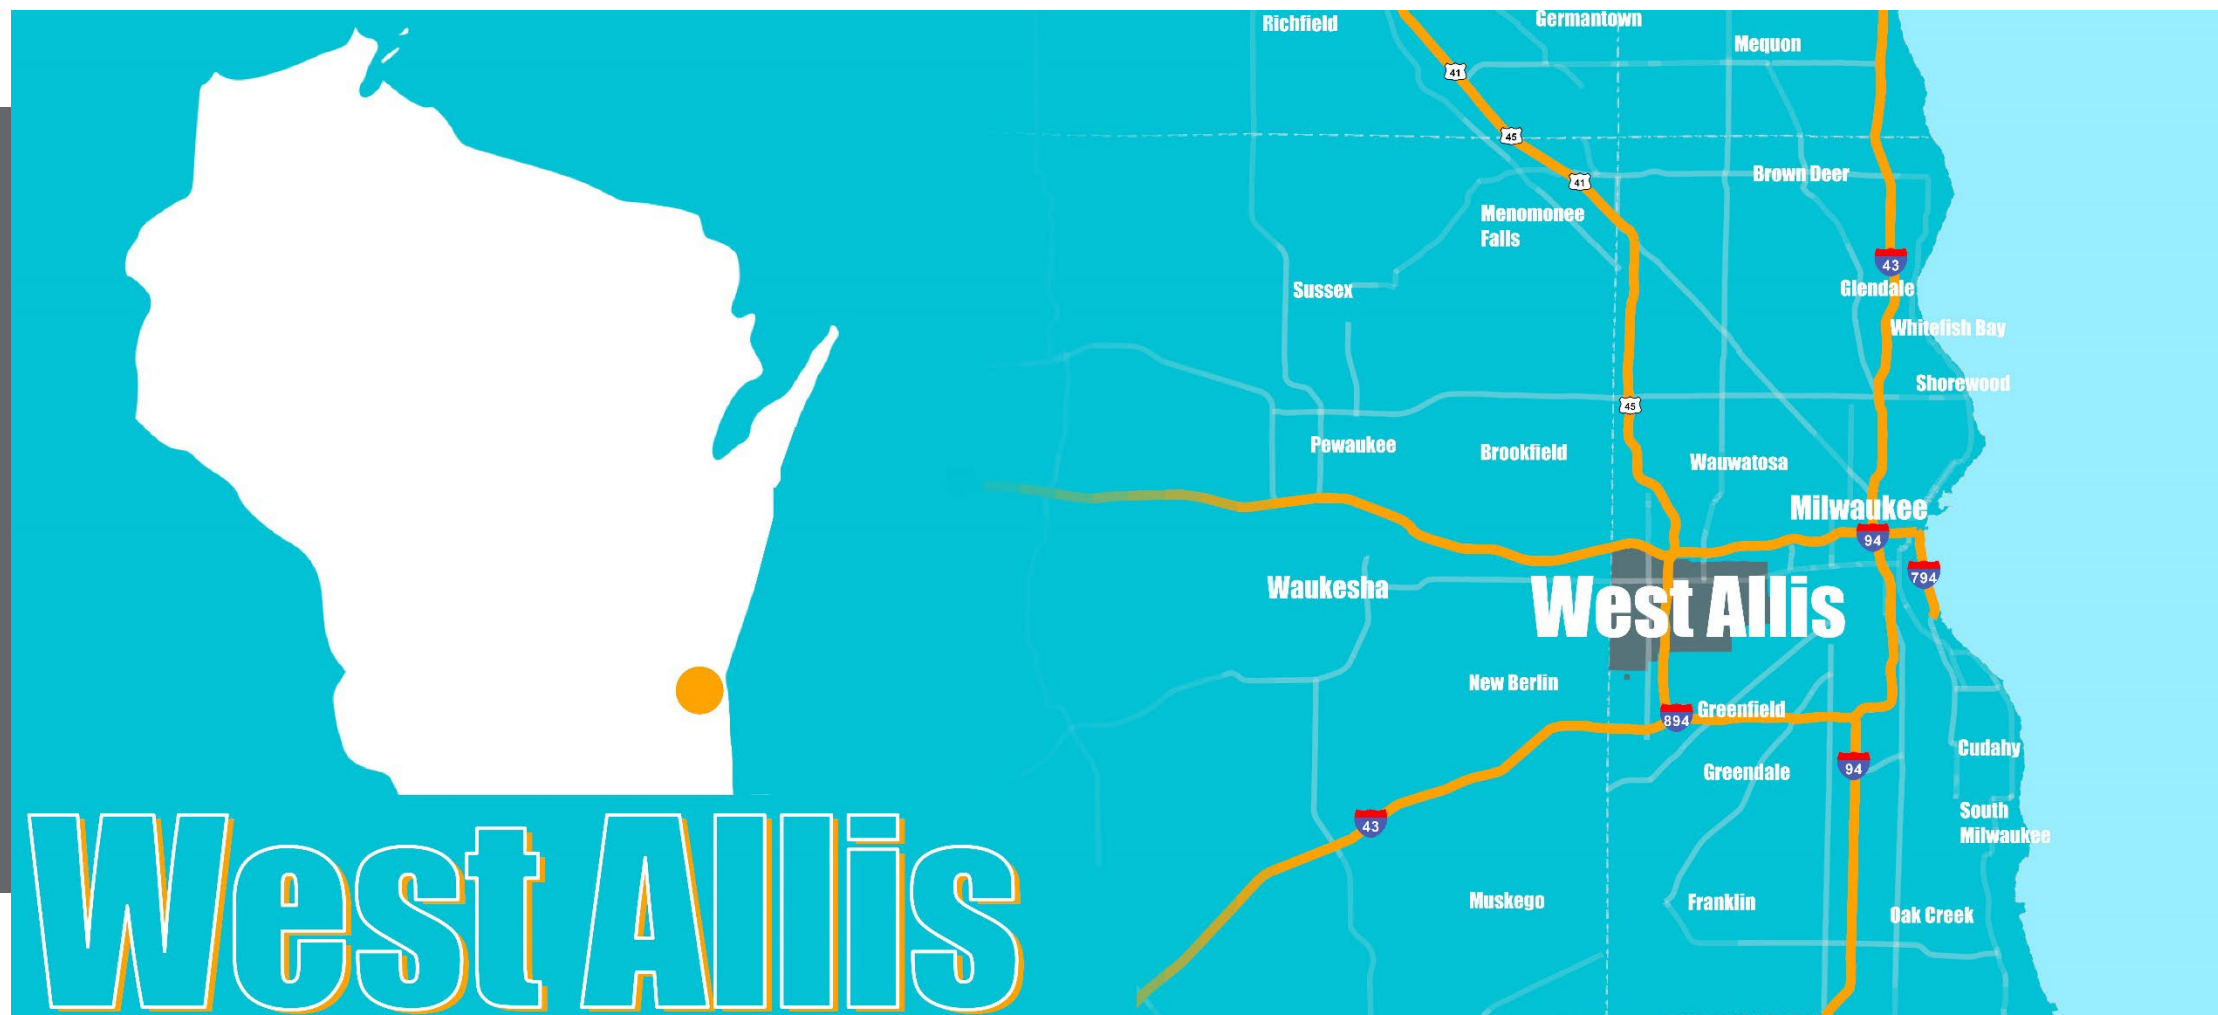 Richfield
Germantown
Mequon
41
45
41
Brown Deer
Menomonee
Falls
43
Sussex
Glendale
Whitefish Bay
Shorewood
45
Pewaukee
Brookfield
Wauwatosa
Milwaukee
94
794
Waukesha
West Allis
New Berlin
894
Greenfield
Cudahy
Greendale
94
43
South
Milwaukee
Muskego
Franklin
Oak Creek
West Allis